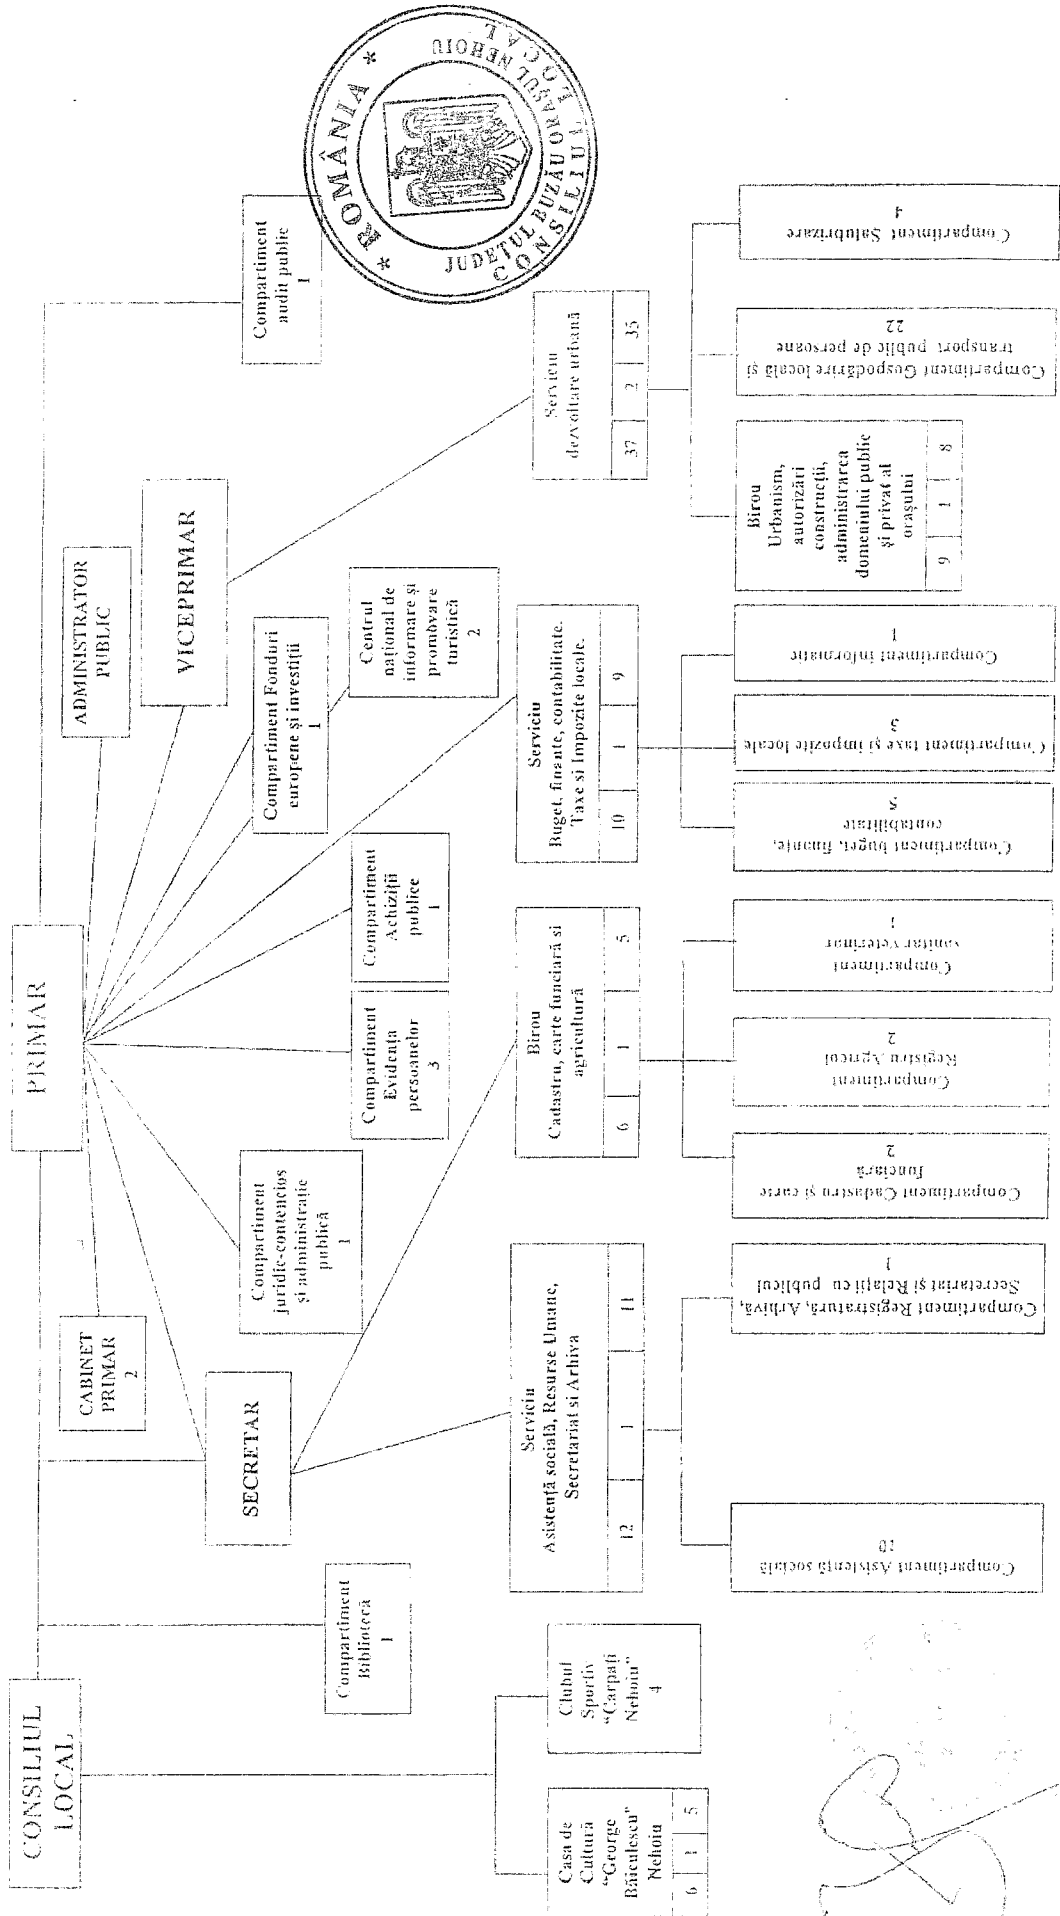 CONSILIUL
LOCAL
PRIMAR
CABINET
PRIMAR
2
ADMINISTRATOR
PUBLIC
SECRETAR
VICEPRIMAR
Compartiment
Bibliotecă
1
Compartiment
juridic-contencios
și administrație
publică
1
Compartiment
Evidența
persoanelor
3
Compartiment
Achiziții
publice
1
Compartiment Fonduri
europene și investiții
1
Centrul
național de
informare și
promovare
turistică
2
Compartiment
audit public
1
* ROMÂNIA *
JUDEȚUL BUZĂU ORAȘUL NEHOIU
CONSILIUL LOCAL
Casa de
Cultură
"George
Băiculescu"
Nehoiu
6 1 5
Clubul
Sportiv
"Carpați
Nehoiu"
4
Serviciu
Asistență socială, Resurse Umane,
Secretariat si Arhiva
12 1 11
Birou
Cadastru, carte funciară si
agricultură
6 1 5
Serviciu
Buget, finante, contabilitate.
Taxe si Impozite locale.
10 1 9
Serviciu
dezvoltare urbană
37 2 35
Compartiment Asistență socială
10
Compartiment Registratură, Arhivă,
Secretariat și Relații cu publicul
1
Compartiment Cadastru și carte
funciară
2
Compartiment
Registru Agricol
2
Compartiment
sanitar veterinar
1
Compartiment buget, finanțe,
contabilitate
5
Compartiment taxe și impozite locale
3
Compartiment informatic
1
Birou
Urbanism,
autorizări
construcții,
administrarea
domeniului public
și privat al
orașului
9 1 8
Compartiment Gospodărire locală și
transport public de persoane
22
Compartiment Salubrizare
4